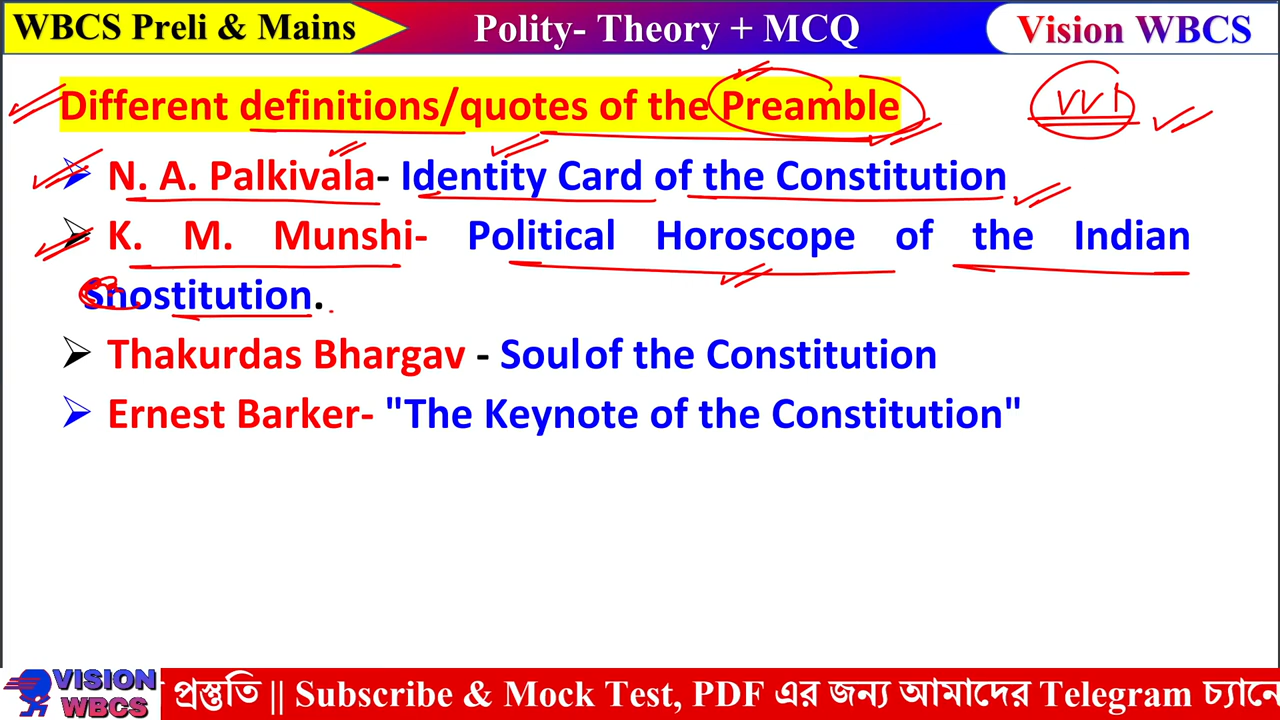 WBCS Preli & Mains
Polity- Theory + MCQ
Vision WBCS
Different definitions/quotes of the Preamble
VVI
N. A. Palkivala- Identity Card of the Constitution
K. M. Munshi- Political Horoscope of the Indian
Snostitution.
Thakurdas Bhargav - Soul of the Constitution
Ernest Barker- "The Keynote of the Constitution"
VISION
WBCS
প্রস্তুতি || Subscribe & Mock Test, PDF এর জন্য আমাদের Telegram চ্যানে